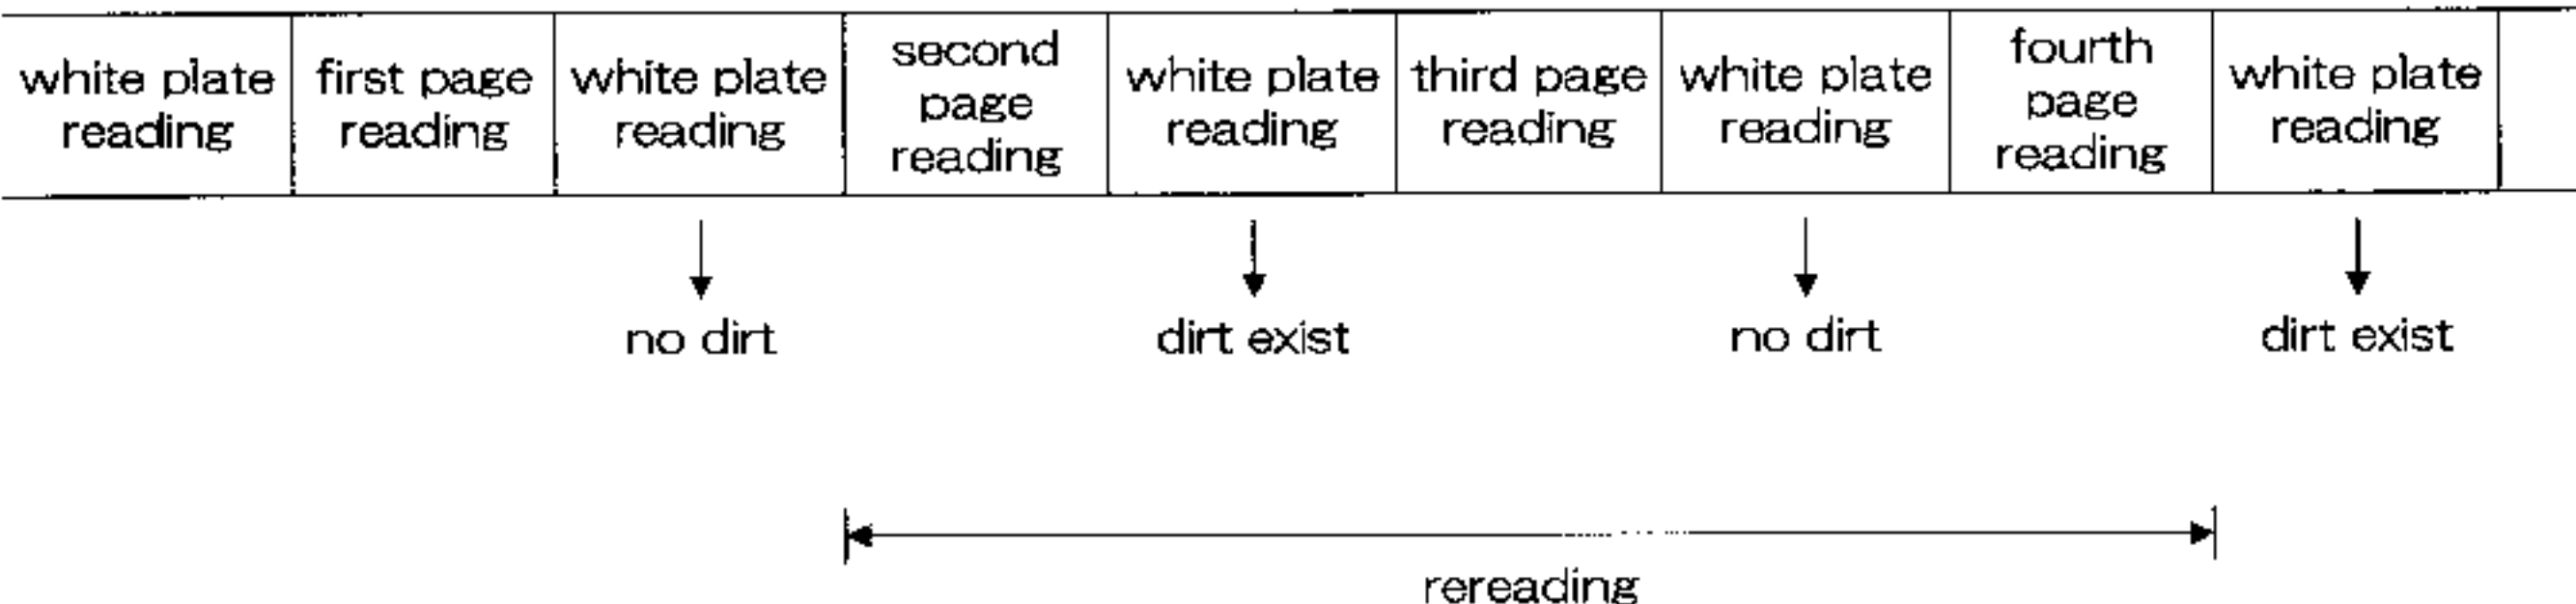 white plate
reading
first page
reading
white plate
reading
second
page
reading
white plate
reading
third page
reading
white plate
reading
fourth
page
reading
white plate
reading
no dirt
dirt exist
no dirt
dirt exist
rereading